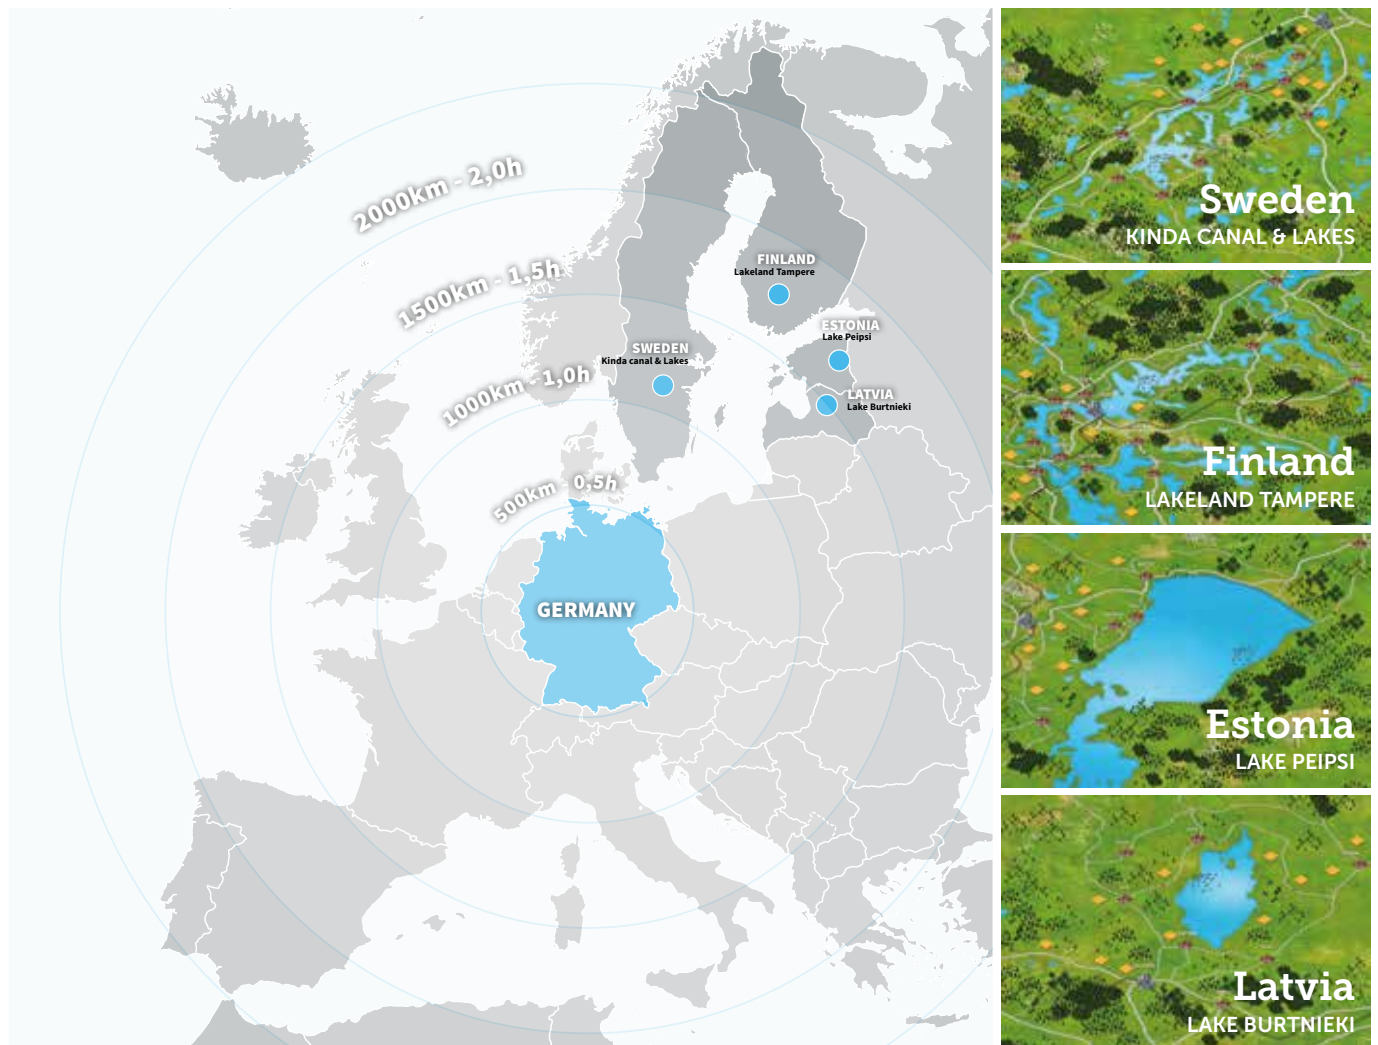 2000km - 2,0h
1500km - 1,5h
1000km - 1,0h
500km - 0,5h
FINLAND
Lakeland Tampere
ESTONIA
Lake Peipsi
SWEDEN
Kinda canal & Lakes
LATVIA
Lake Burtnieki
GERMANY
Sweden
KINDA CANAL & LAKES
Finland
LAKELAND TAMPERE
Estonia
LAKE PEIPSI
Latvia
LAKE BURTNIEKI